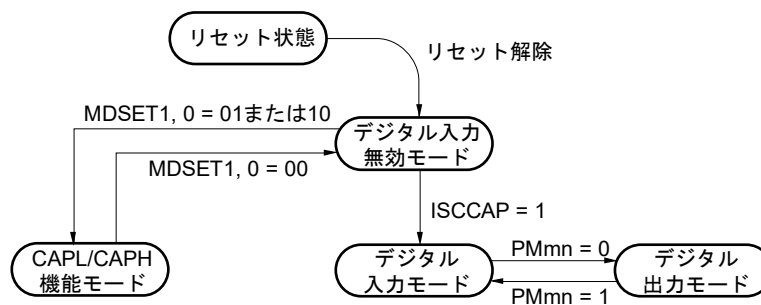 リセット状態
リセット解除
MDSET1, 0 = 01または10
デジタル入力
無効モード
MDSET1, 0 = 00
ISCCAP = 1
CAPL/CAPH
機能モード
デジタル
入力モード
PMmn = 0
PMmn = 1
デジタル
出力モード